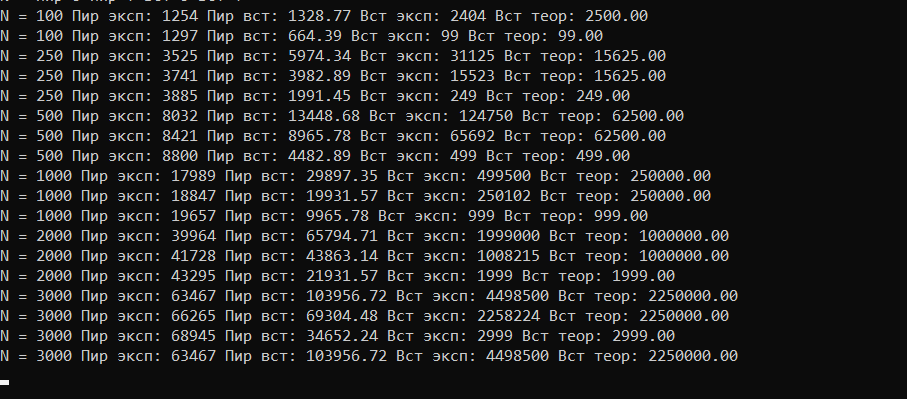 N = 100 Пир эксп: 1254 Пир вст: 1328.77 Вст эксп: 2404 Вст теор: 2500.00
N = 100 Пир эксп: 1297 Пир вст: 664.39 Вст эксп: 99 Вст теор: 99.00
N = 250 Пир эксп: 3525 Пир вст: 5974.34 Вст эксп: 31125 Вст теор: 15625.00
N = 250 Пир эксп: 3741 Пир вст: 3982.89 Вст эксп: 15523 Вст теор: 15625.00
N = 250 Пир эксп: 3885 Пир вст: 1991.45 Вст эксп: 249 Вст теор: 249.00
N = 500 Пир эксп: 8032 Пир вст: 13448.68 Вст эксп: 124750 Вст теор: 62500.00
N = 500 Пир эксп: 8421 Пир вст: 8965.78 Вст эксп: 65692 Вст теор: 62500.00
N = 500 Пир эксп: 8800 Пир вст: 4482.89 Вст эксп: 499 Вст теор: 499.00
N = 1000 Пир эксп: 17989 Пир вст: 29897.35 Вст эксп: 499500 Вст теор: 250000.00
N = 1000 Пир эксп: 18847 Пир вст: 19931.57 Вст эксп: 250102 Вст теор: 250000.00
N = 1000 Пир эксп: 19657 Пир вст: 9965.78 Вст эксп: 999 Вст теор: 999.00
N = 2000 Пир эксп: 39964 Пир вст: 65794.71 Вст эксп: 1999000 Вст теор: 1000000.00
N = 2000 Пир эксп: 41728 Пир вст: 43863.14 Вст эксп: 1008215 Вст теор: 1000000.00
N = 2000 Пир эксп: 43295 Пир вст: 21931.57 Вст эксп: 1999 Вст теор: 1999.00
N = 3000 Пир эксп: 63467 Пир вст: 103956.72 Вст эксп: 4498500 Вст теор: 2250000.00
N = 3000 Пир эксп: 66265 Пир вст: 69304.48 Вст эксп: 2258224 Вст теор: 2250000.00
N = 3000 Пир эксп: 68945 Пир вст: 34652.24 Вст эксп: 2999 Вст теор: 2999.00
N = 3000 Пир эксп: 63467 Пир вст: 103956.72 Вст эксп: 4498500 Вст теор: 2250000.00